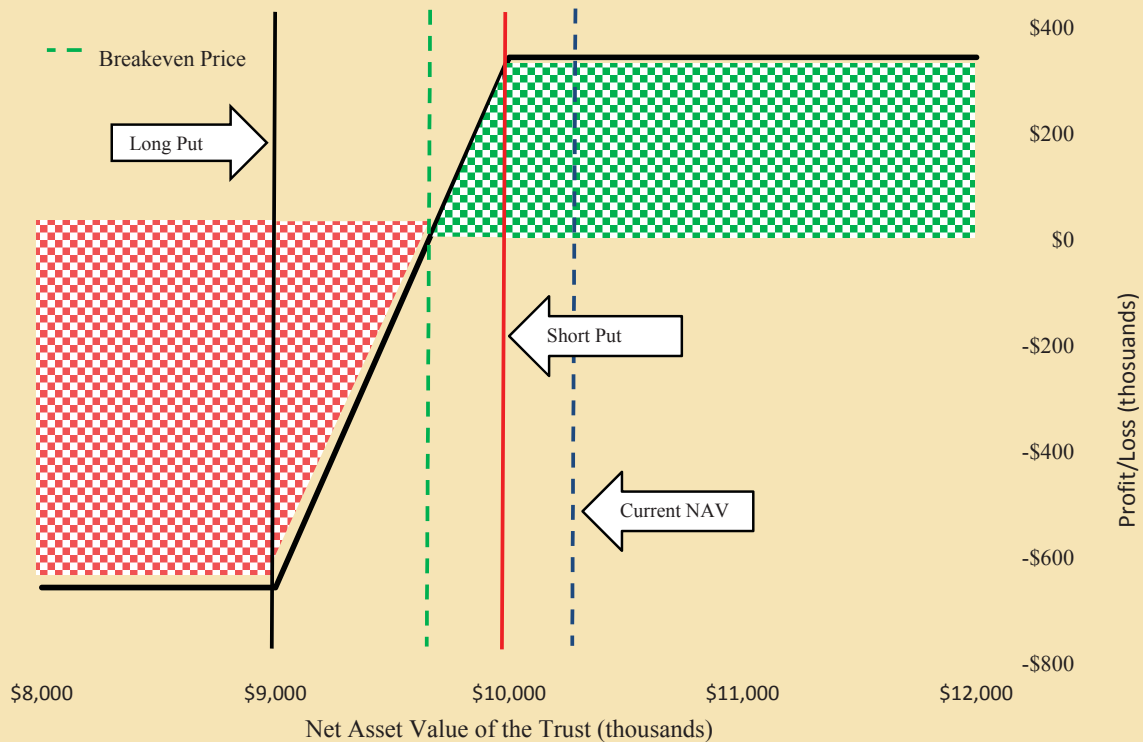 $400
Breakeven Price
Long Put
$200
$0
Short Put
-$200
-$400
Current NAV
-$600
-$800
Profit/Loss (thosuands)
$8,000 $9,000 $10,000 $11,000 $12,000
Net Asset Value of the Trust (thousands)